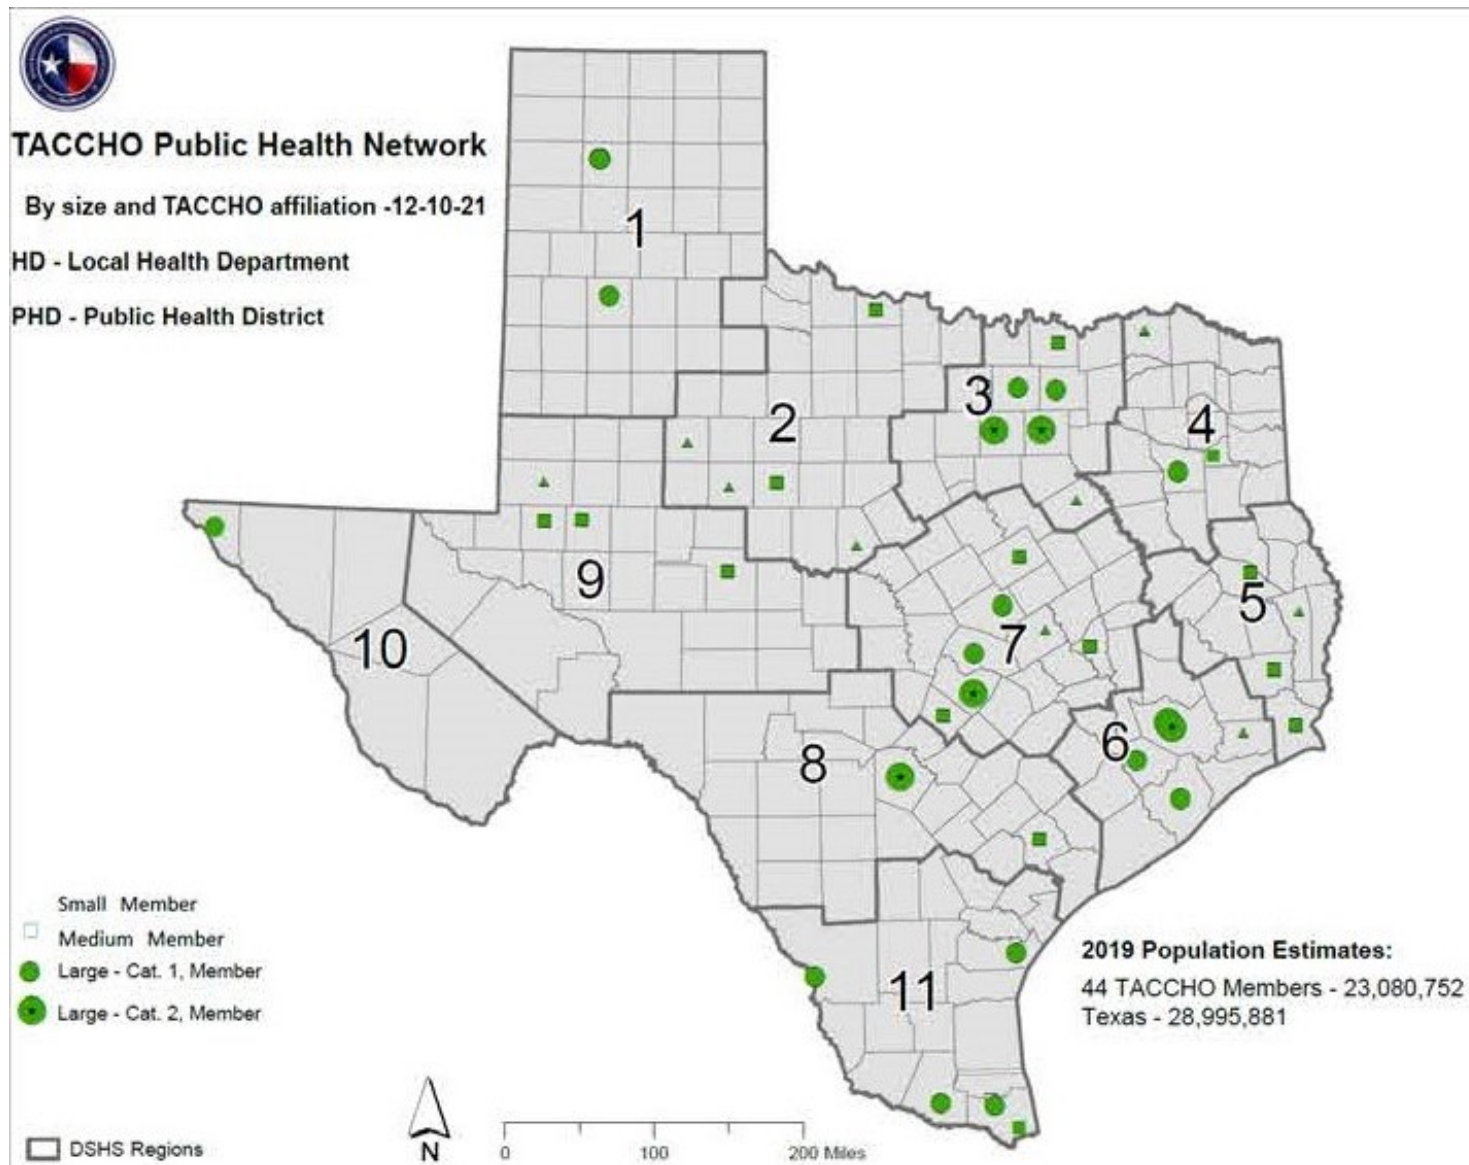 TACCHO Public Health Network
By size and TACCHO affiliation -12-10-21
HD - Local Health Department
PHD - Public Health District
1
2
3
4
5
6
7
8
9
10
11
Small Member
Medium Member
Large - Cat. 1, Member
Large - Cat. 2, Member
2019 Population Estimates:
44 TACCHO Members - 23,080,752
Texas - 28,995,881
DSHS Regions
N
0 100 200 Miles